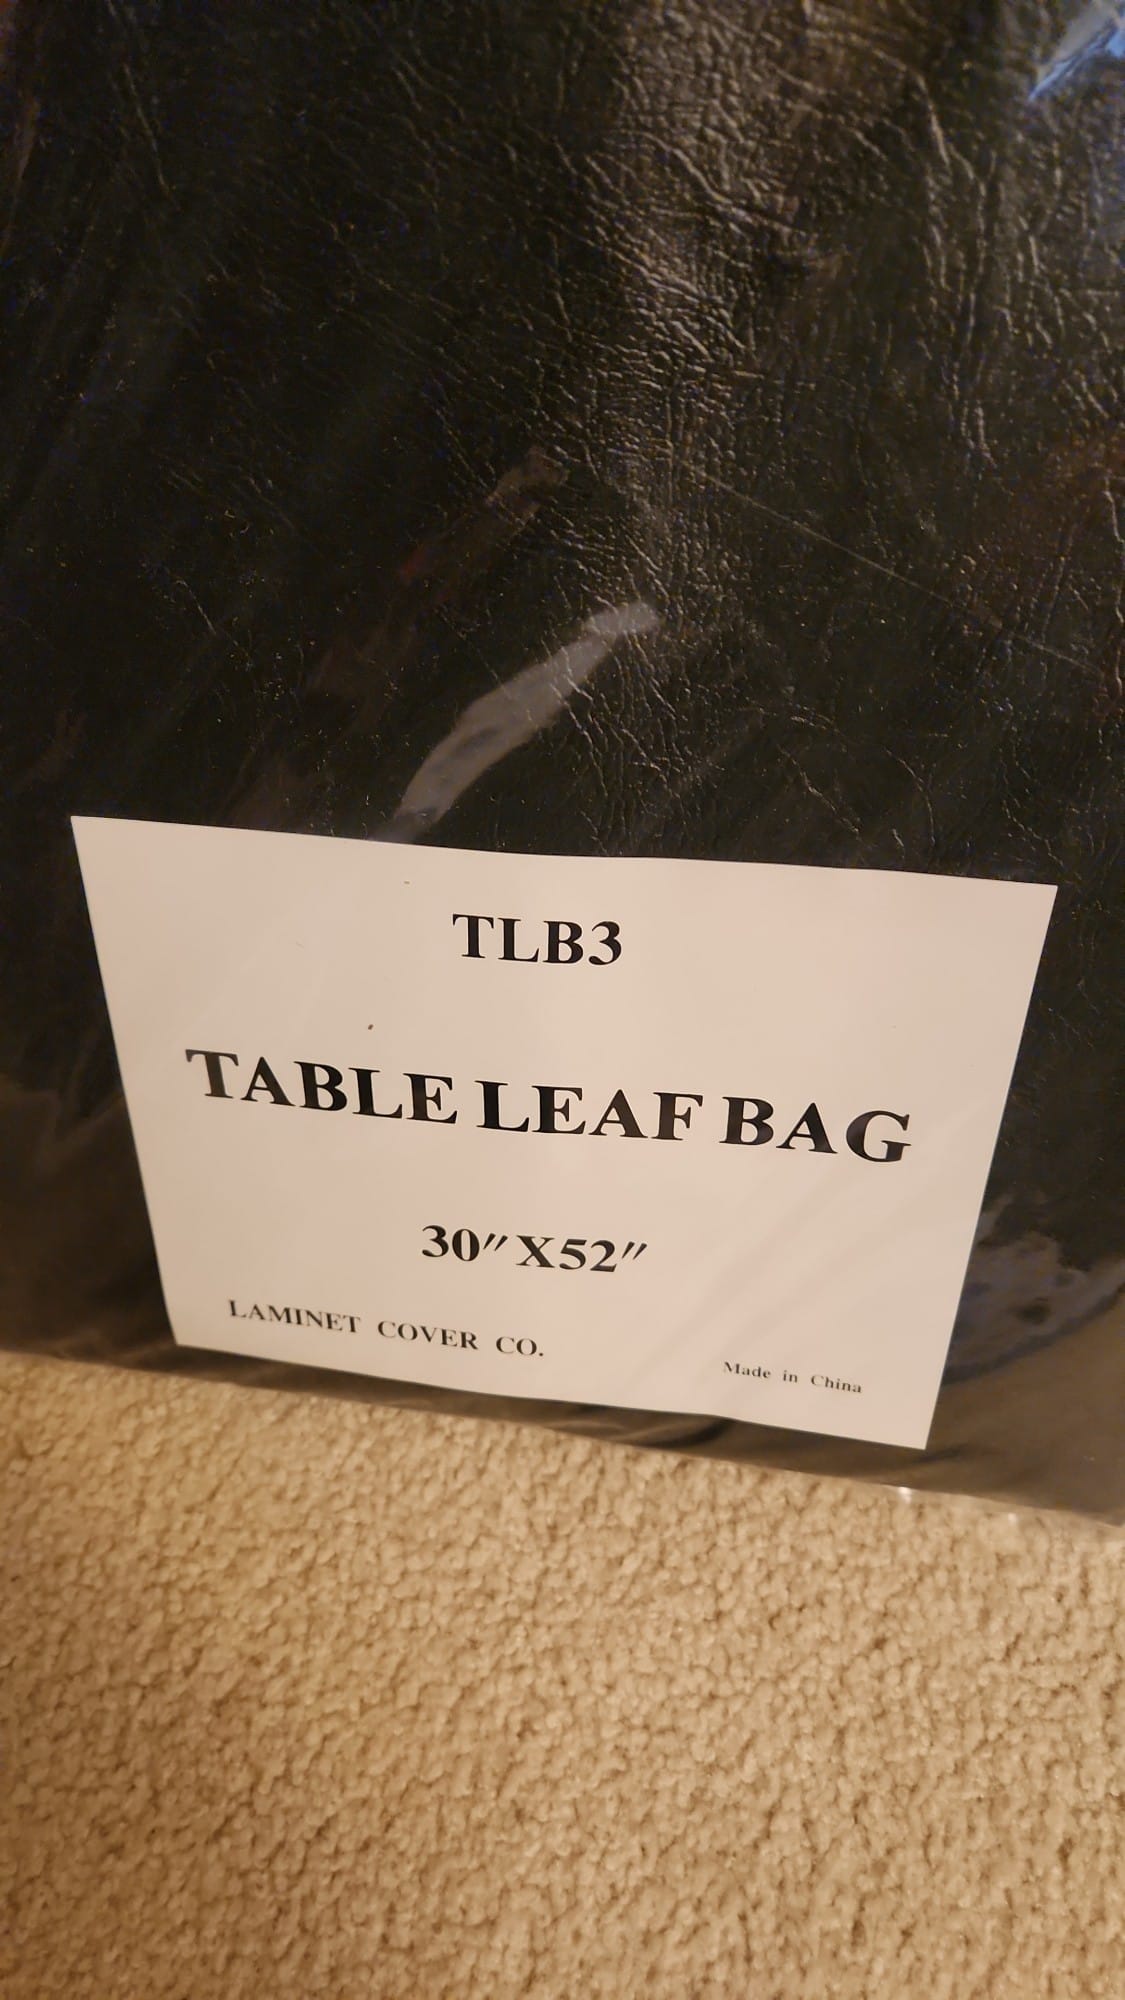 TLB3
TABLE LEAF BAG
30"X52"
LAMINET COVER CO.
Made in China